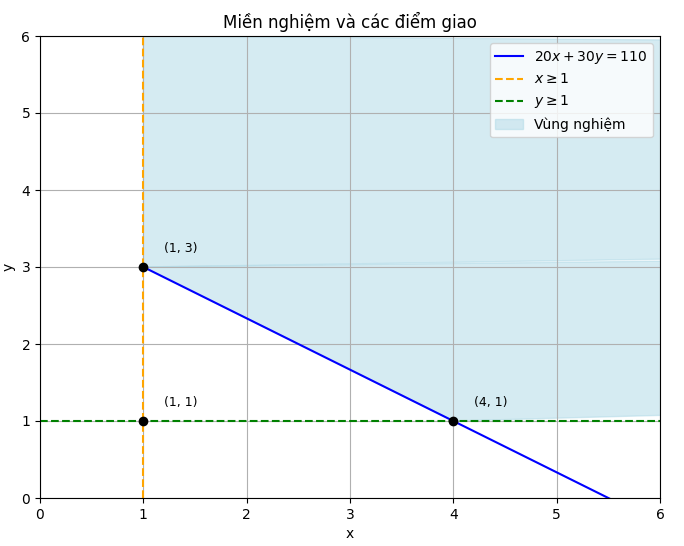 Miền nghiệm và các điểm giao
20x + 30y = 110
x ≥ 1
y ≥ 1
Vùng nghiệm
(1, 3)
(1, 1)
(4, 1)
y
6
5
4
3
2
1
0
0 1 2 3 4 5 6
x